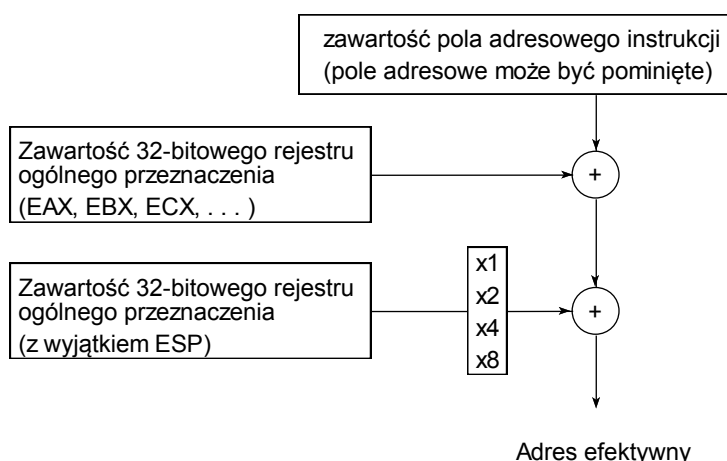 zawartość pola adresowego instrukcji
(pole adresowe może być pominięte)
Zawartość 32-bitowego rejestru
ogólnego przeznaczenia
(EAX, EBX, ECX, . . . )
+
Zawartość 32-bitowego rejestru
ogólnego przeznaczenia
(z wyjątkiem ESP)
x1
x2
x4
x8
+
Adres efektywny